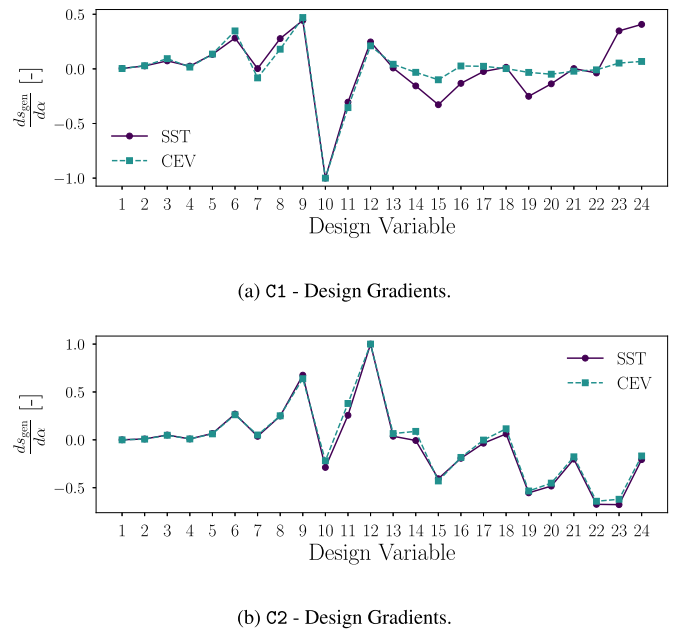 0.5
0.0
−0.5
−1.0
ds_gen/dα [-]
SST
CEV
1 2 3 4 5 6 7 8 9 10 11 12 13 14 15 16 17 18 19 20 21 22 23 24
Design Variable
(a) C1 - Design Gradients.
1.0
0.5
0.0
−0.5
ds_gen/dα [-]
SST
CEV
1 2 3 4 5 6 7 8 9 10 11 12 13 14 15 16 17 18 19 20 21 22 23 24
Design Variable
(b) C2 - Design Gradients.